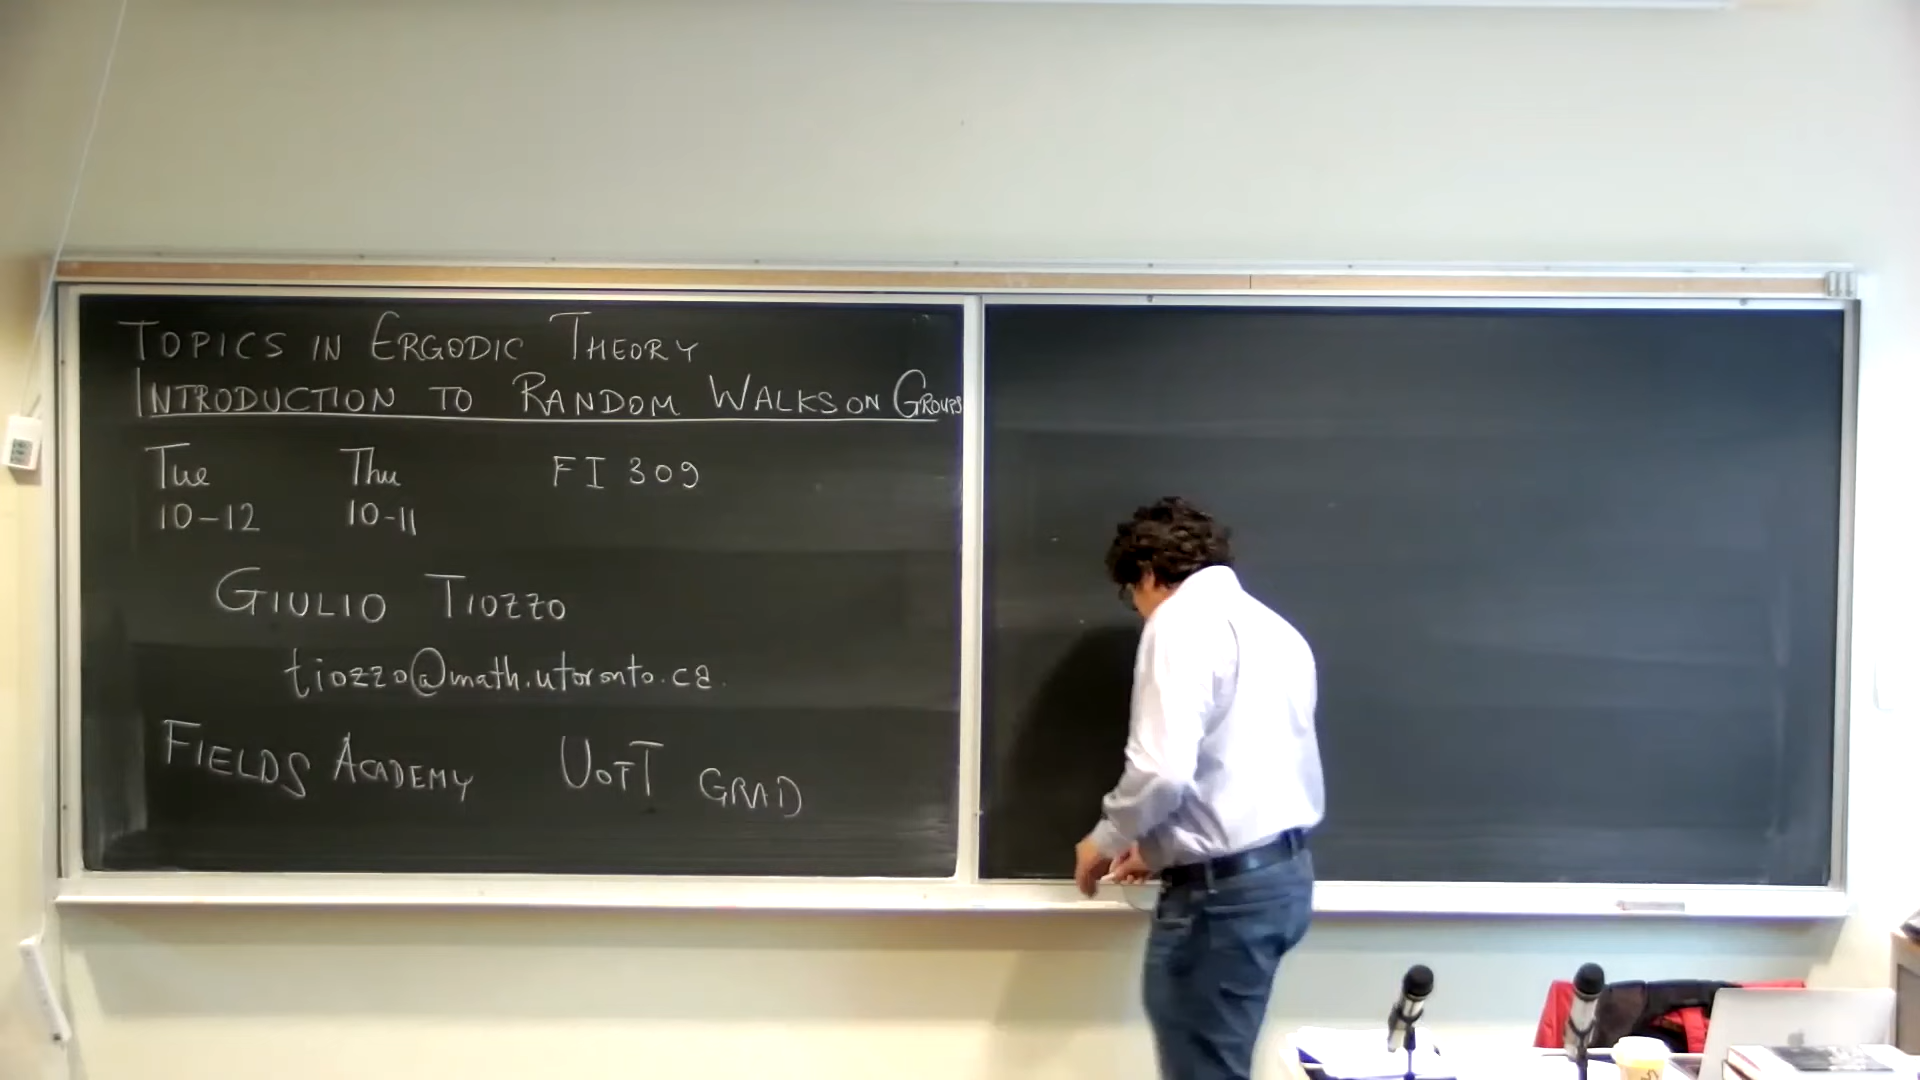 TOPICS IN ERGODIC THEORY
INTRODUCTION TO RANDOM WALKS ON GROUPS
Tue Thu FI 309
10-12 10-11
GIULIO TIOZZO
tiozzo@math.utoronto.ca.
FIELDS ACADEMY UofT GRAD